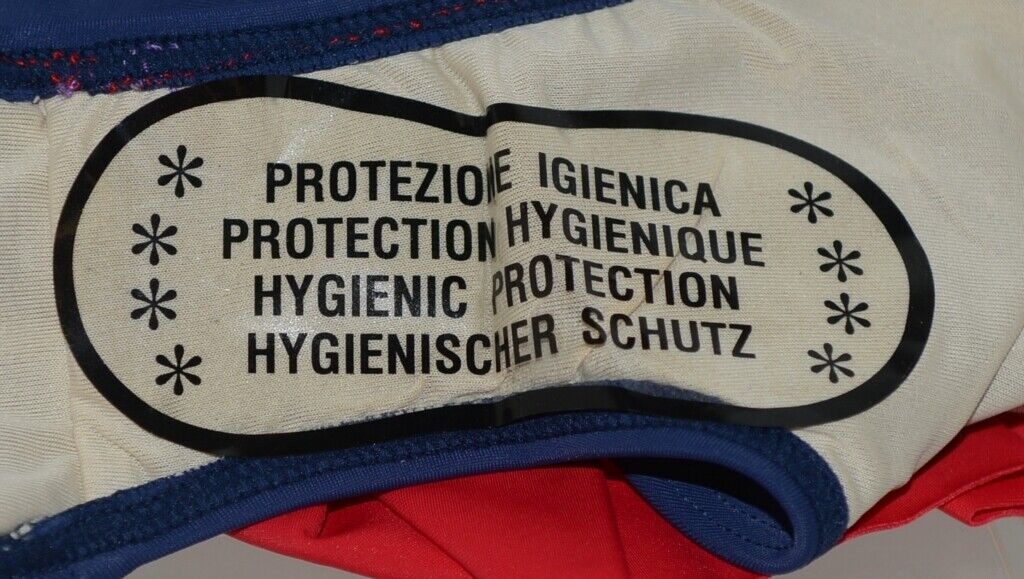 PROTEZIONE IGIENICA
PROTECTION HYGIENIQUE
HYGIENIC PROTECTION
HYGIENISCHER SCHUTZ